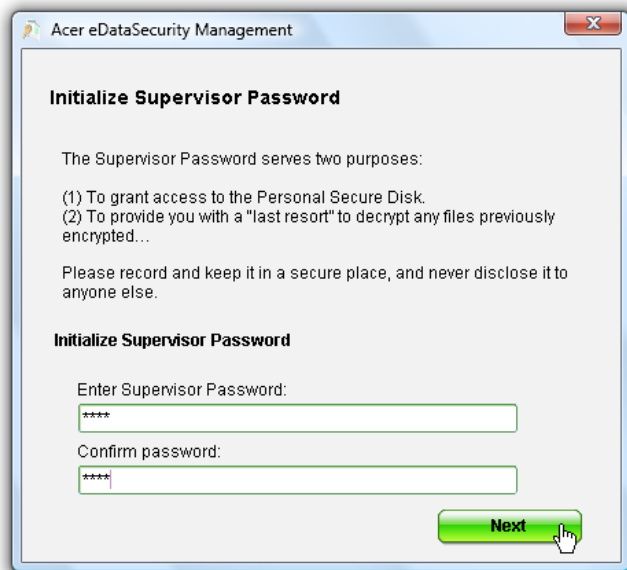 Acer eDataSecurity Management
Initialize Supervisor Password
The Supervisor Password serves two purposes:
(1) To grant access to the Personal Secure Disk.
(2) To provide you with a "last resort" to decrypt any files previously
encrypted...
Please record and keep it in a secure place, and never disclose it to
anyone else.
Initialize Supervisor Password
Enter Supervisor Password:
****
Confirm password:
****
Next